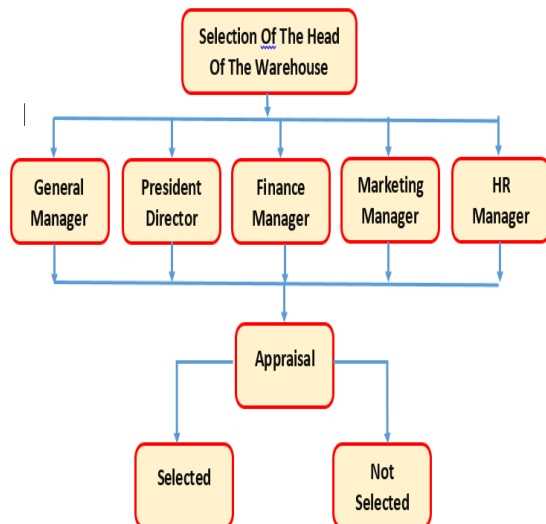 Selection Of The Head
Of The Warehouse
General
Manager
President
Director
Finance
Manager
Marketing
Manager
HR
Manager
Appraisal
Selected
Not
Selected